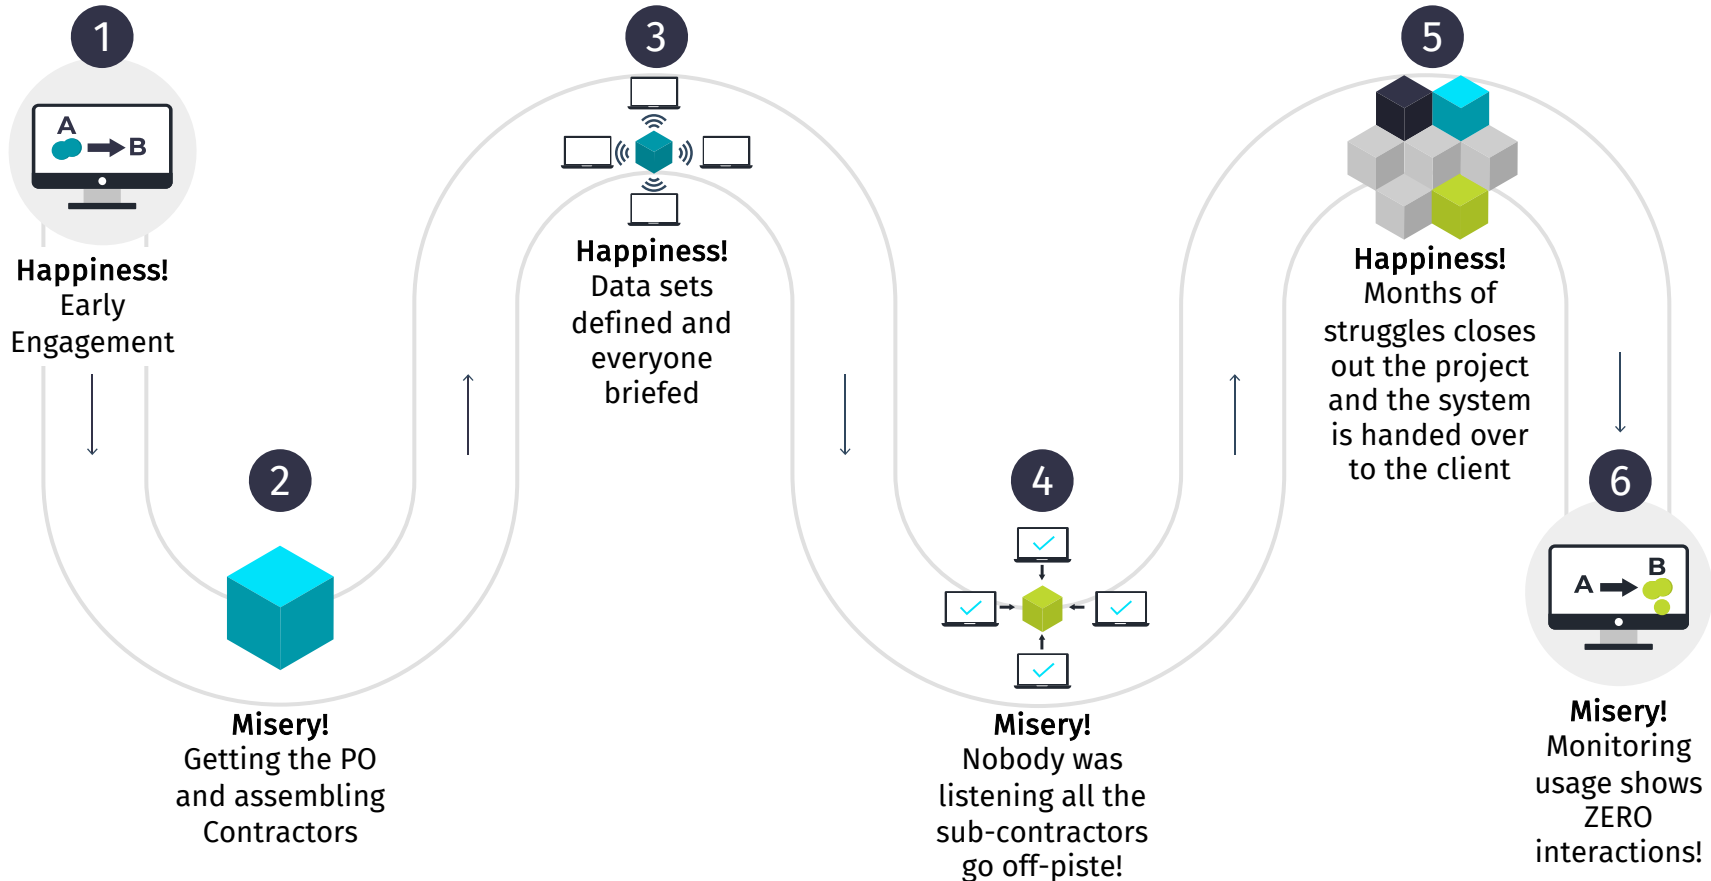 1
A
B
Happiness!
Early
Engagement
2
Misery!
Getting the PO
and assembling
Contractors
3
Happiness!
Data sets
defined and
everyone
briefed
4
Misery!
Nobody was
listening all the
sub-contractors
go off-piste!
5
Happiness!
Months of
struggles closes
out the project
and the system
is handed over
to the client
6
B
A
Misery!
Monitoring
usage shows
ZERO
interactions!